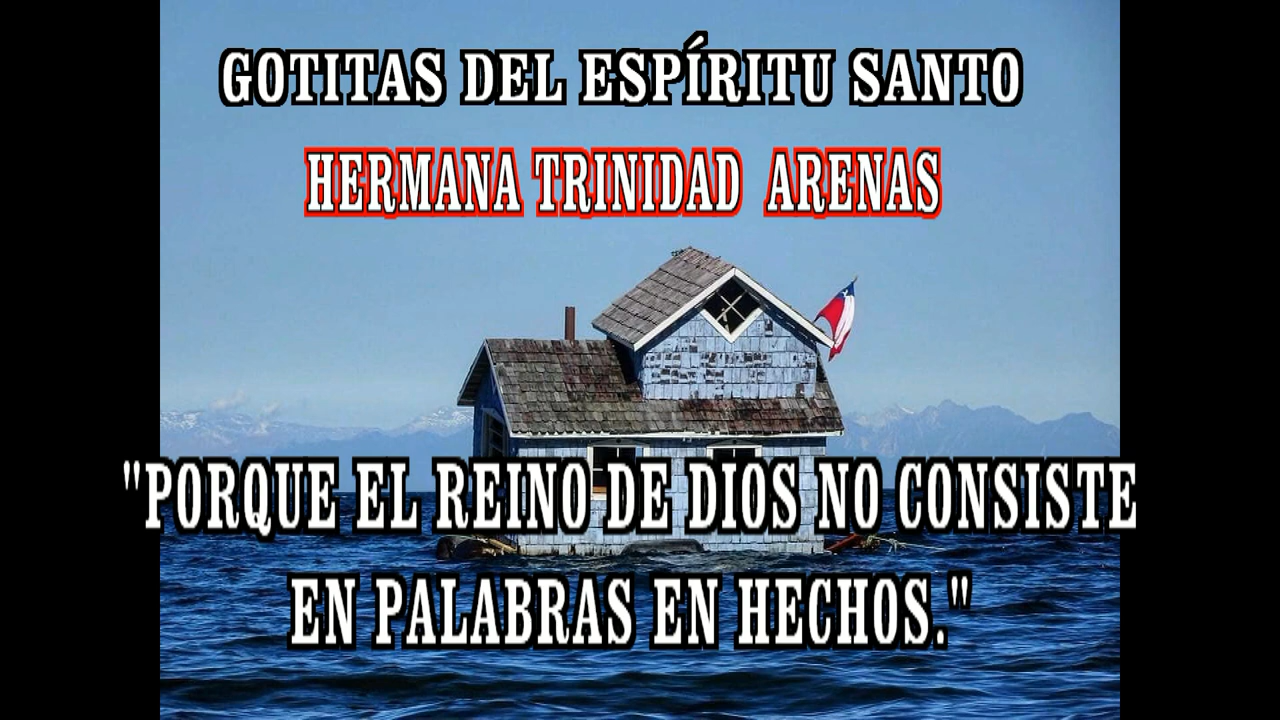 GOTITAS DEL ESPÍRITU SANTO
HERMANA TRINIDAD ARENAS
"PORQUE EL REINO DE DIOS NO CONSISTE
EN PALABRAS EN HECHOS."